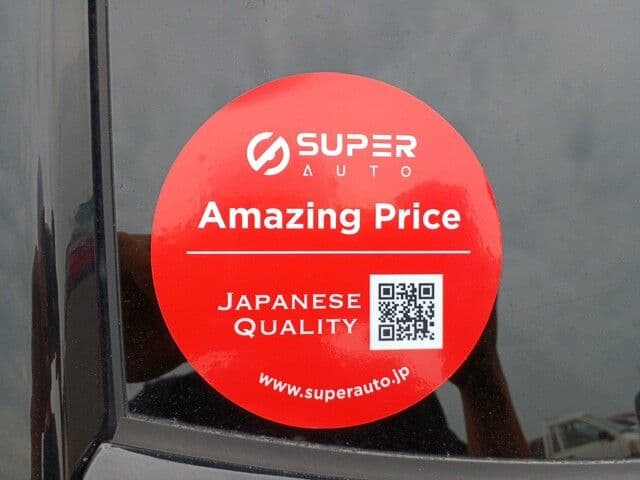 SUPER
AUTO
Amazing Price
JAPANESE
QUALITY
www.superauto.jp